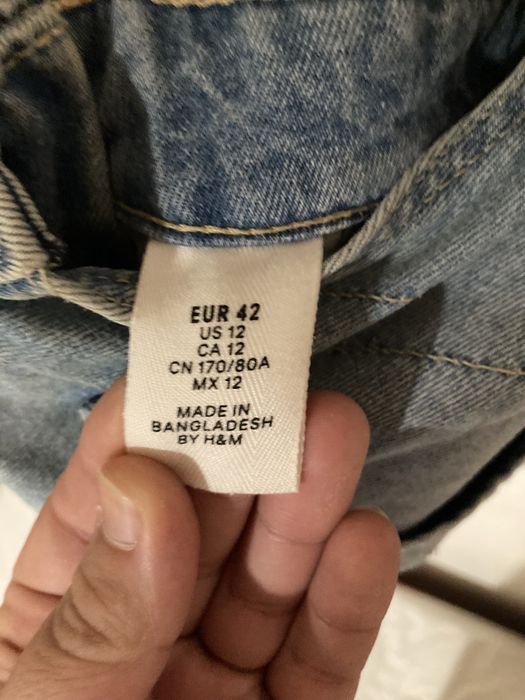 EUR 42
US 12
CA 12
CN 170/80A
MX 12
MADE IN
BANGLADESH
BY H&M